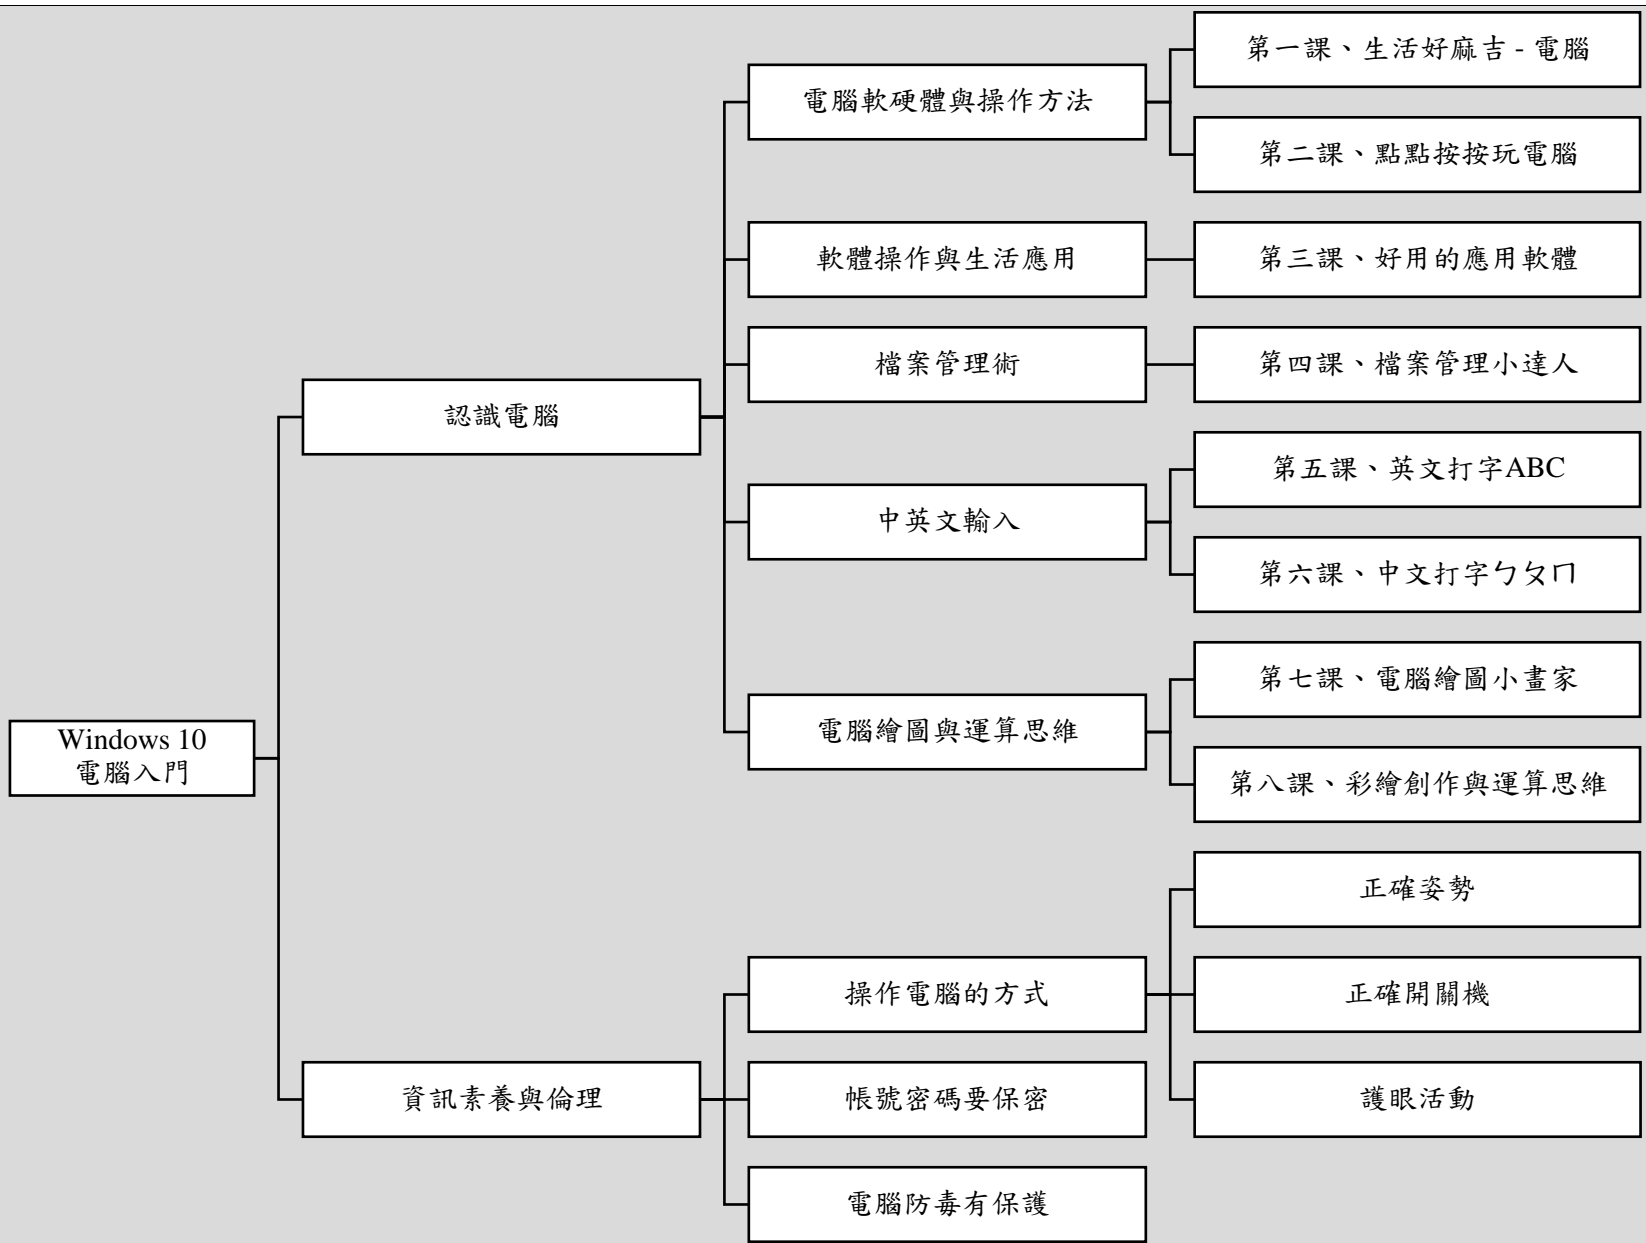 Windows 10
電腦入門
認識電腦
電腦軟硬體與操作方法
第一課、生活好麻吉 - 電腦
第二課、點點按按玩電腦
軟體操作與生活應用
第三課、好用的應用軟體
檔案管理術
第四課、檔案管理小達人
中英文輸入
第五課、英文打字ABC
第六課、中文打字ㄅㄆㄇ
電腦繪圖與運算思維
第七課、電腦繪圖小畫家
第八課、彩繪創作與運算思維
資訊素養與倫理
操作電腦的方式
正確姿勢
正確開關機
護眼活動
帳號密碼要保密
電腦防毒有保護